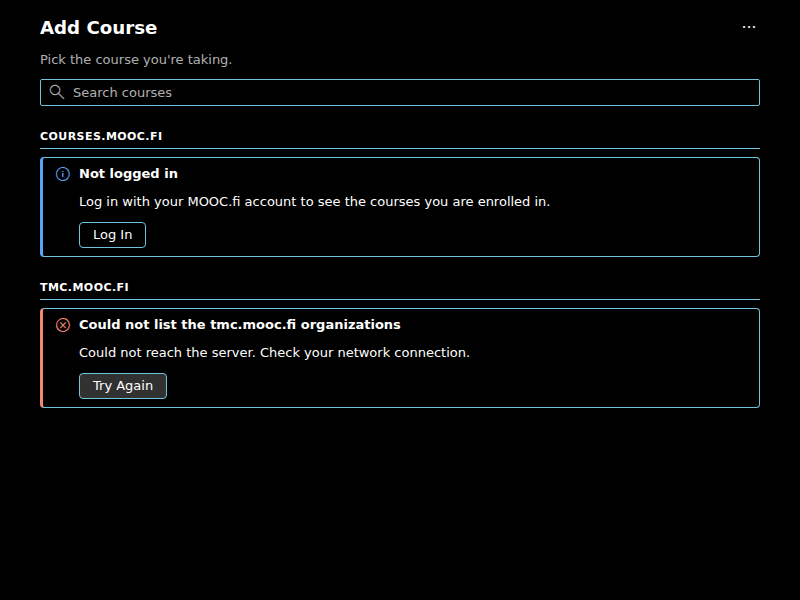 Add Course
...
Pick the course you're taking.
Search courses
COURSES.MOOC.FI
Not logged in
Log in with your MOOC.fi account to see the courses you are enrolled in.
Log In
TMC.MOOC.FI
Could not list the tmc.mooc.fi organizations
Could not reach the server. Check your network connection.
Try Again